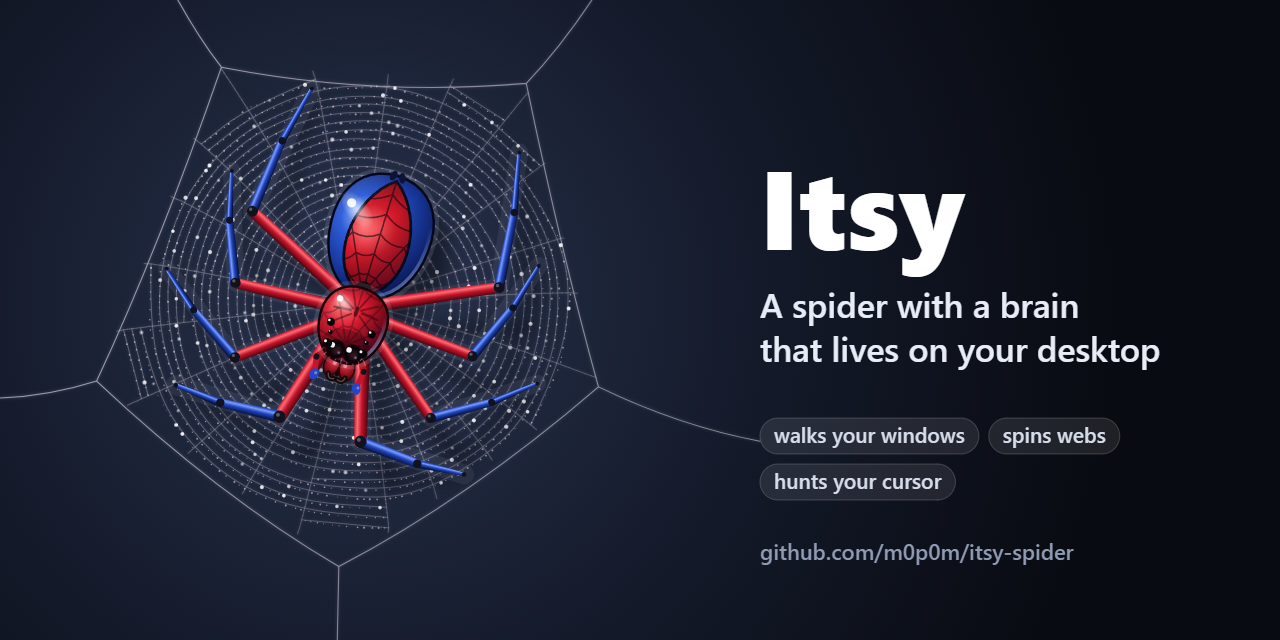 Itsy
A spider with a brain
that lives on your desktop
walks your windows
spins webs
hunts your cursor
github.com/m0p0m/itsy-spider